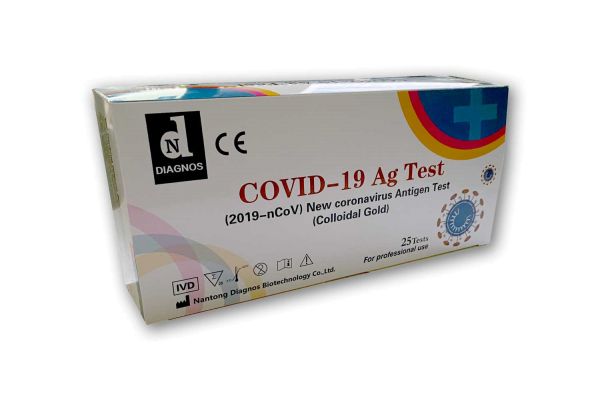 dN
DIAGNOS
CE
COVID-19 Ag Test
(2019-nCoV) New coronavirus Antigen Test
(Colloidal Gold)
25Tests
For professional use
IVD
Nantong Diagnos Biotechnology Co.,Ltd.